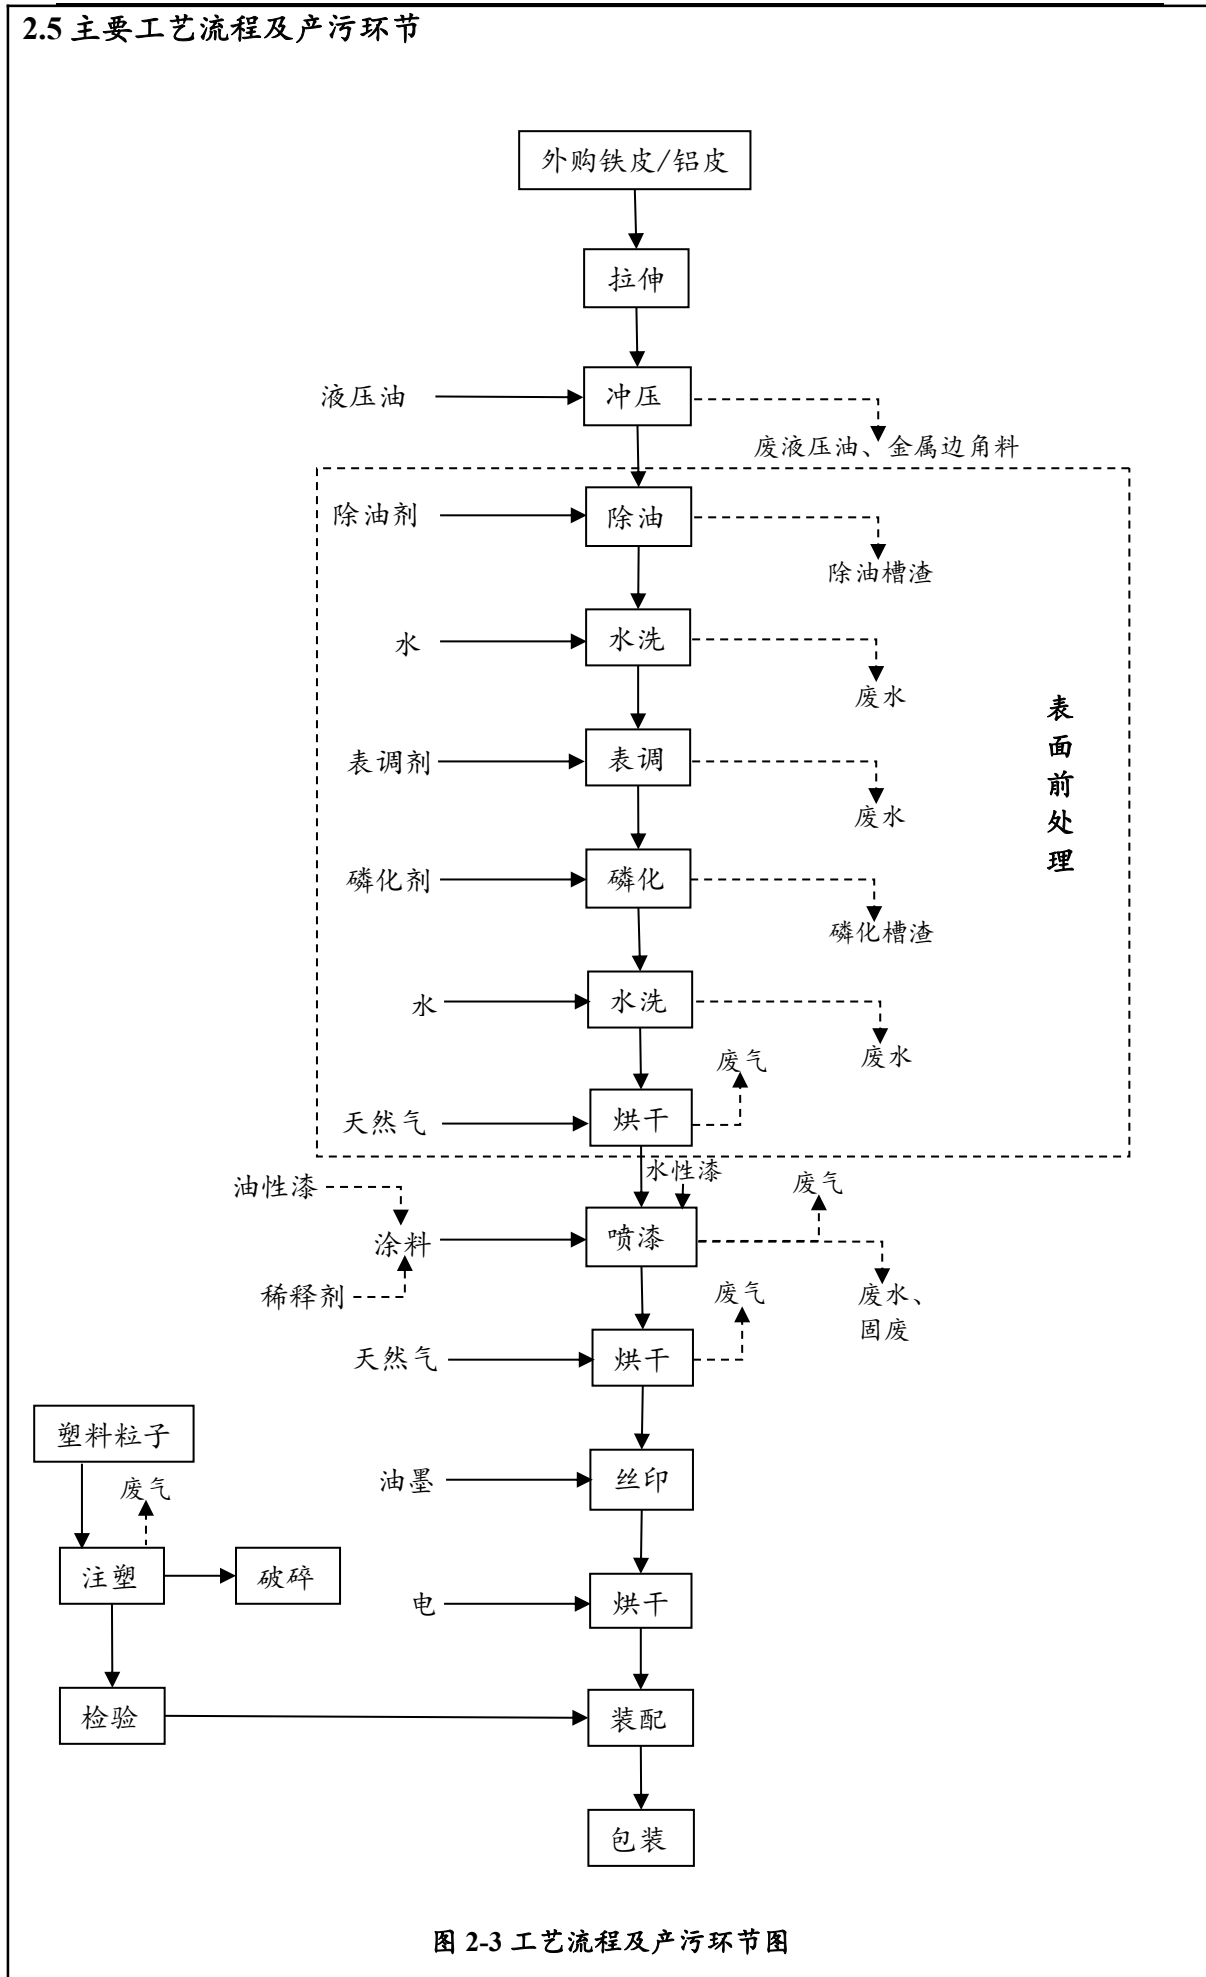 2.5 主要工艺流程及产污环节
外购铁皮/铝皮
拉伸
液压油
冲压
废液压油、金属边角料
除油剂
除油
除油槽渣
水
水洗
废水
表面前处理
表调剂
表调
废水
磷化剂
磷化
磷化槽渣
水
水洗
废水
废气
天然气
烘干
水性漆
废气
油性漆
涂料
喷漆
稀释剂
废气
废水、
固废
天然气
烘干
塑料粒子
废气
油墨
丝印
注塑
破碎
电
烘干
检验
装配
包装
图 2-3 工艺流程及产污环节图